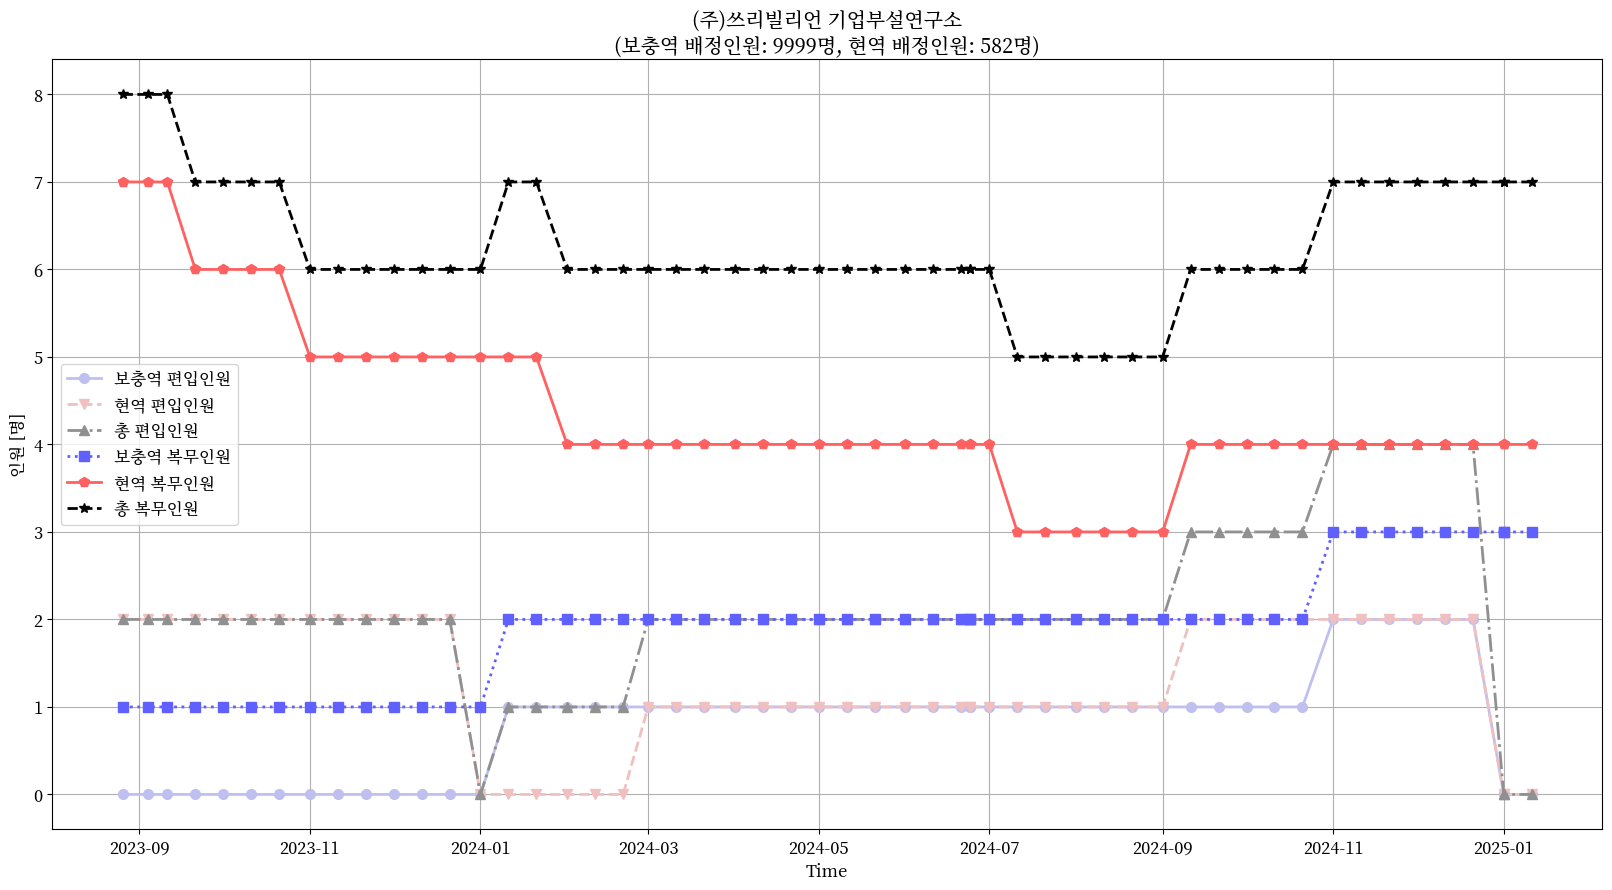 (주)쓰리빌리언 기업부설연구소
(보충역 배정인원: 9999명, 현역 배정인원: 582명)
8
7
6
5
4
3
2
1
0
인원 [명]
보충역 편입인원
현역 편입인원
총 편입인원
보충역 복무인원
현역 복무인원
총 복무인원
2023-09
2023-11
2024-01
2024-03
2024-05
2024-07
2024-09
2024-11
2025-01
Time